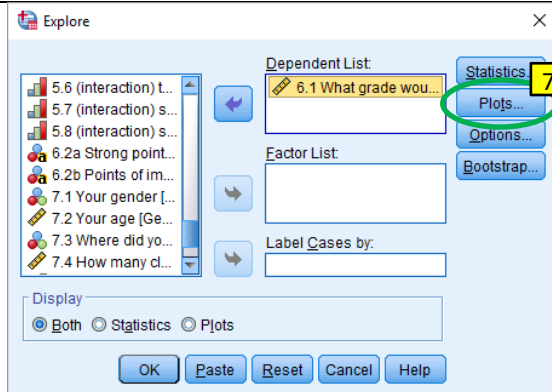 Explore
5.6 (interaction) t...
5.7 (interaction) s...
5.8 (interaction) s...
6.2a Strong point...
6.2b Points of im...
7.1 Your gender [...
7.2 Your age [Ge...
7.3 Where did yo...
7.4 How many cl...
Dependent List:
6.1 What grade wou...
Factor List:
Label Cases by:
Statistics...
7
Plots...
Options...
Bootstrap...
Display
Both Statistics Plots
OK Paste Reset Cancel Help